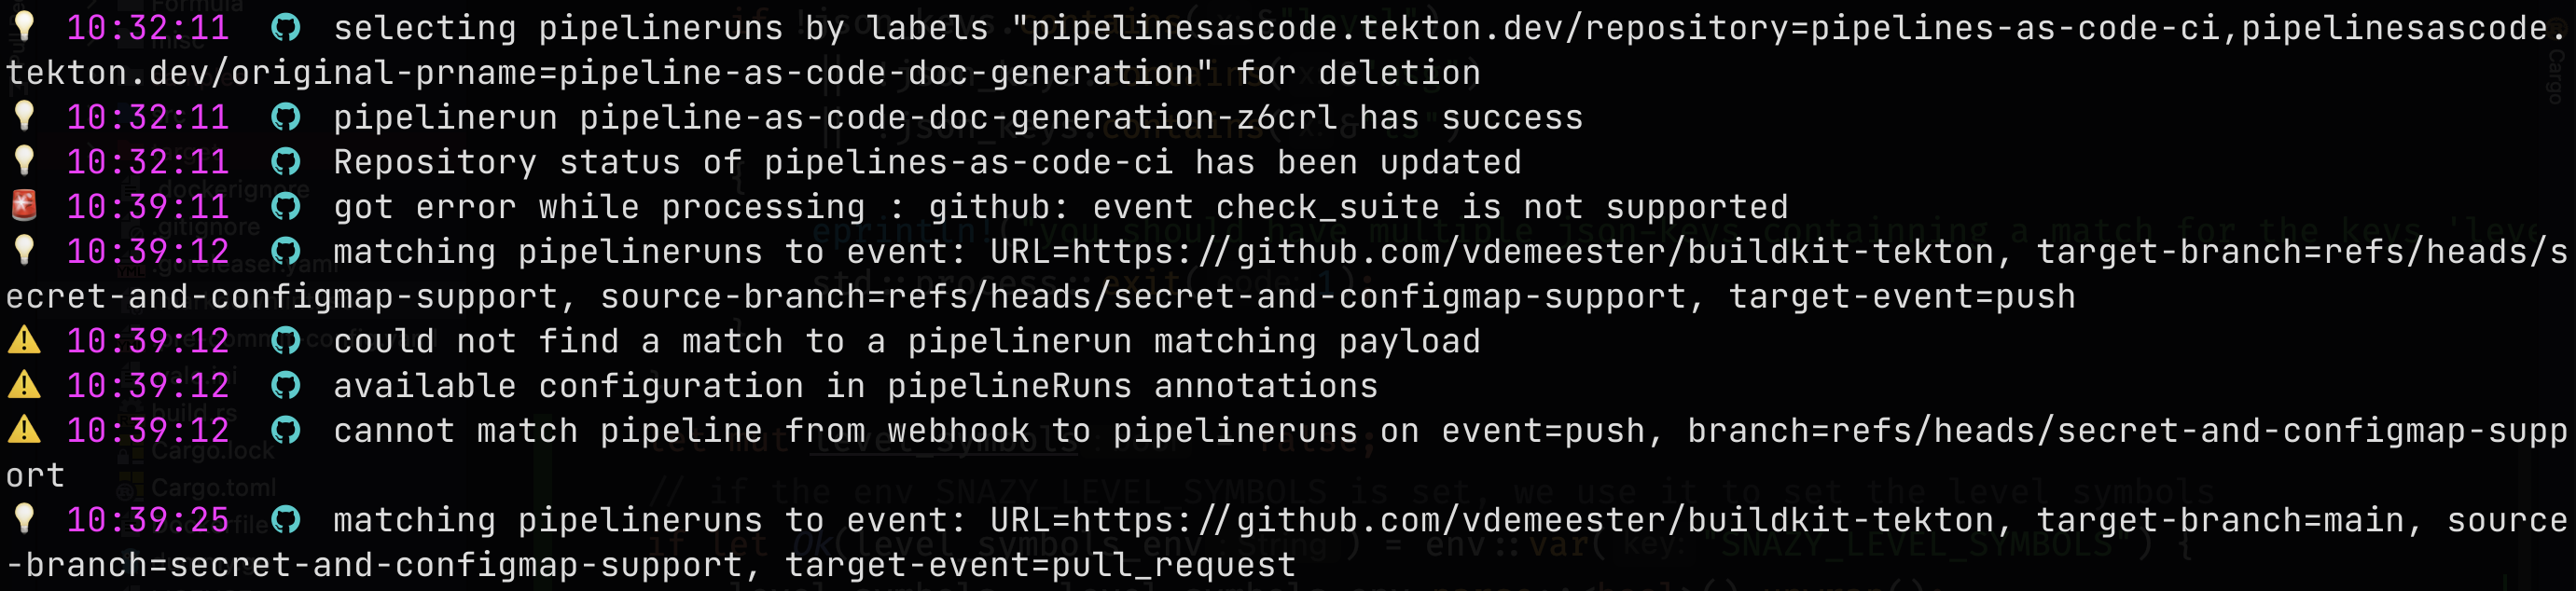 10:32:11 selecting pipelineruns by labels "pipelinesascode.tekton.dev/repository=pipelines-as-code-ci,pipelinesascode.
tekton.dev/original-prname=pipeline-as-code-doc-generation" for deletion
10:32:11 pipelinerun pipeline-as-code-doc-generation-z6crl has success
10:32:11 Repository status of pipelines-as-code-ci has been updated
10:39:11 got error while processing : github: event check_suite is not supported
10:39:12 matching pipelineruns to event: URL=https://github.com/vdemeester/buildkit-tekton, target-branch=refs/heads/s
ecret-and-configmap-support, source-branch=refs/heads/secret-and-configmap-support, target-event=push
10:39:12 could not find a match to a pipelinerun matching payload
10:39:12 available configuration in pipelineRuns annotations
10:39:12 cannot match pipeline from webhook to pipelineruns on event=push, branch=refs/heads/secret-and-configmap-supp
ort
10:39:25 matching pipelineruns to event: URL=https://github.com/vdemeester/buildkit-tekton, target-branch=main, source
-branch=secret-and-configmap-support, target-event=pull_request